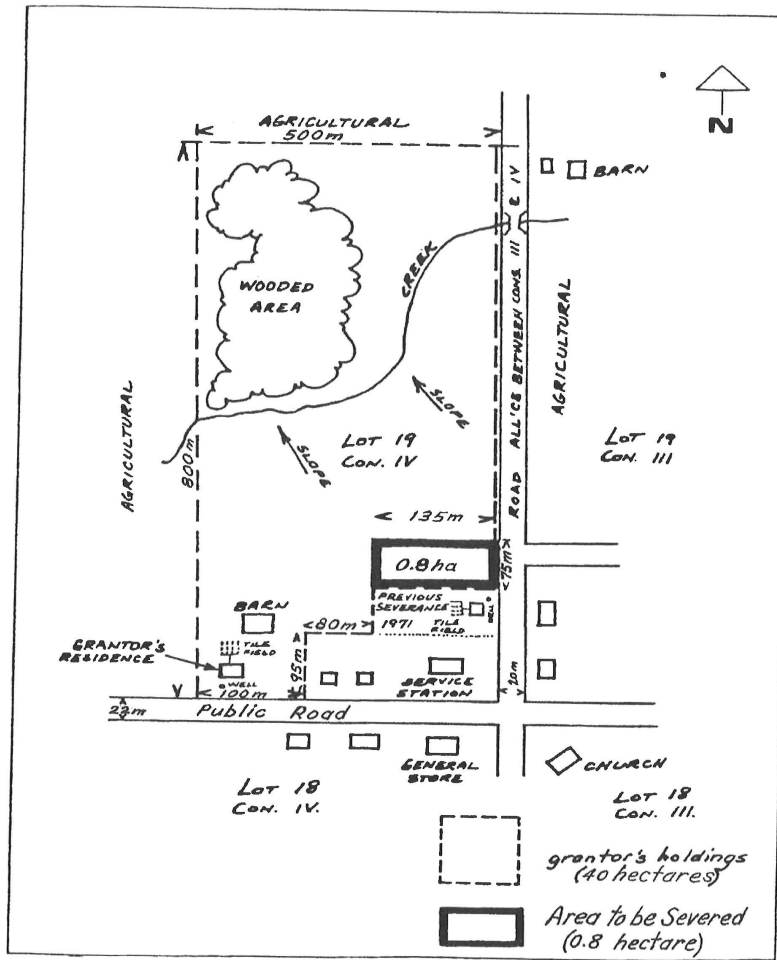 AGRICULTURAL
500m
N
BARN
ROAD ALL'CE BETWEEN CONS III & IV
CREEK
WOODED
AREA
AGRICULTURAL
AGRICULTURAL
SLOPE
SLOPE
800m
LOT 19
CON. IV
LOT 19
CON. III
135m
0.8 ha
75m
PREVIOUS
SEVERANCE
1971
TILE
FIELD
WELL
BARN
80m
GRANTOR'S
RESIDENCE
TILE
FIELD
WELL
95m
100m
SERVICE
STATION
20m
22m
Public Road
GENERAL
STORE
CHURCH
LOT 18
CON. IV.
LOT 18
CON. III.
grantor's holdings
(40 hectares)
Area to be Severed
(0.8 hectare)